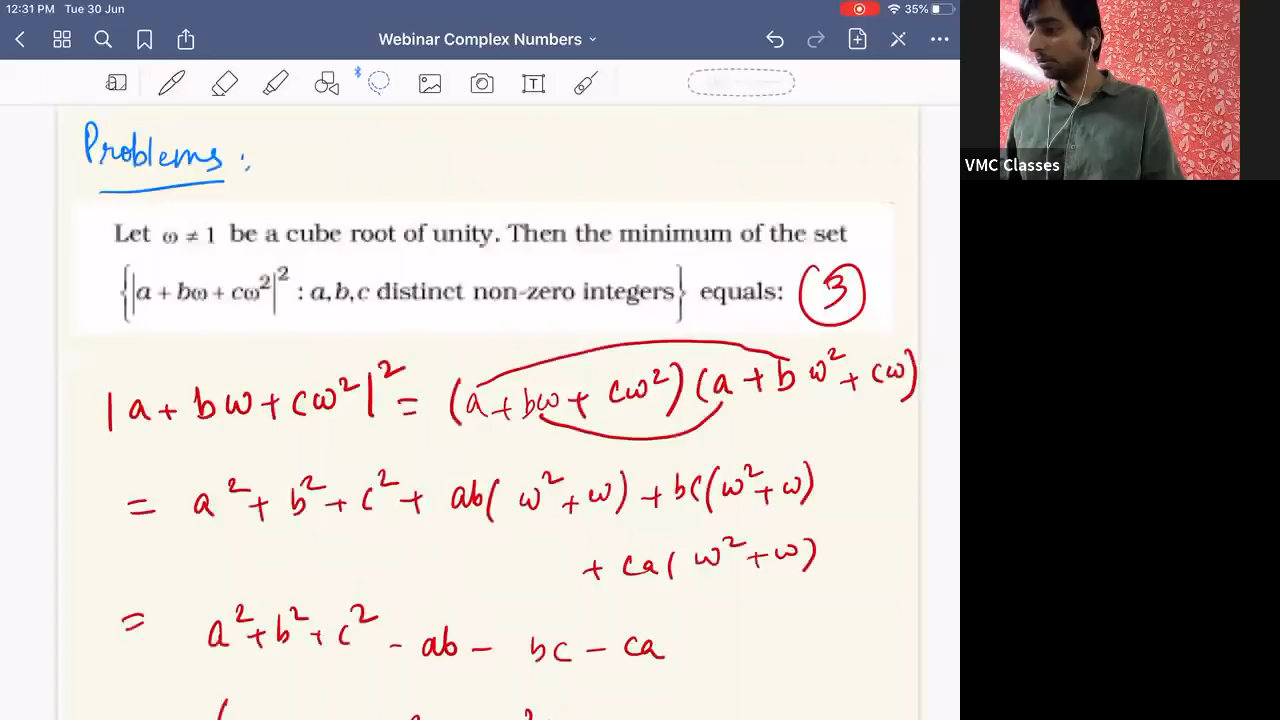 12:31 PM Tue 30 Jun 35%
Webinar Complex Numbers
VMC Classes
Problems :
Let ω ≠ 1 be a cube root of unity. Then the minimum of the set
{|a + bω + cω²|² : a, b, c distinct non-zero integers} equals: 3
|a + bω + cω²|² = (a + bω + cω²)(a + bω² + cω)
= a² + b² + c² + ab(ω² + ω) + bc(ω² + ω)
+ ca(ω² + ω)
= a² + b² + c² - ab - bc - ca